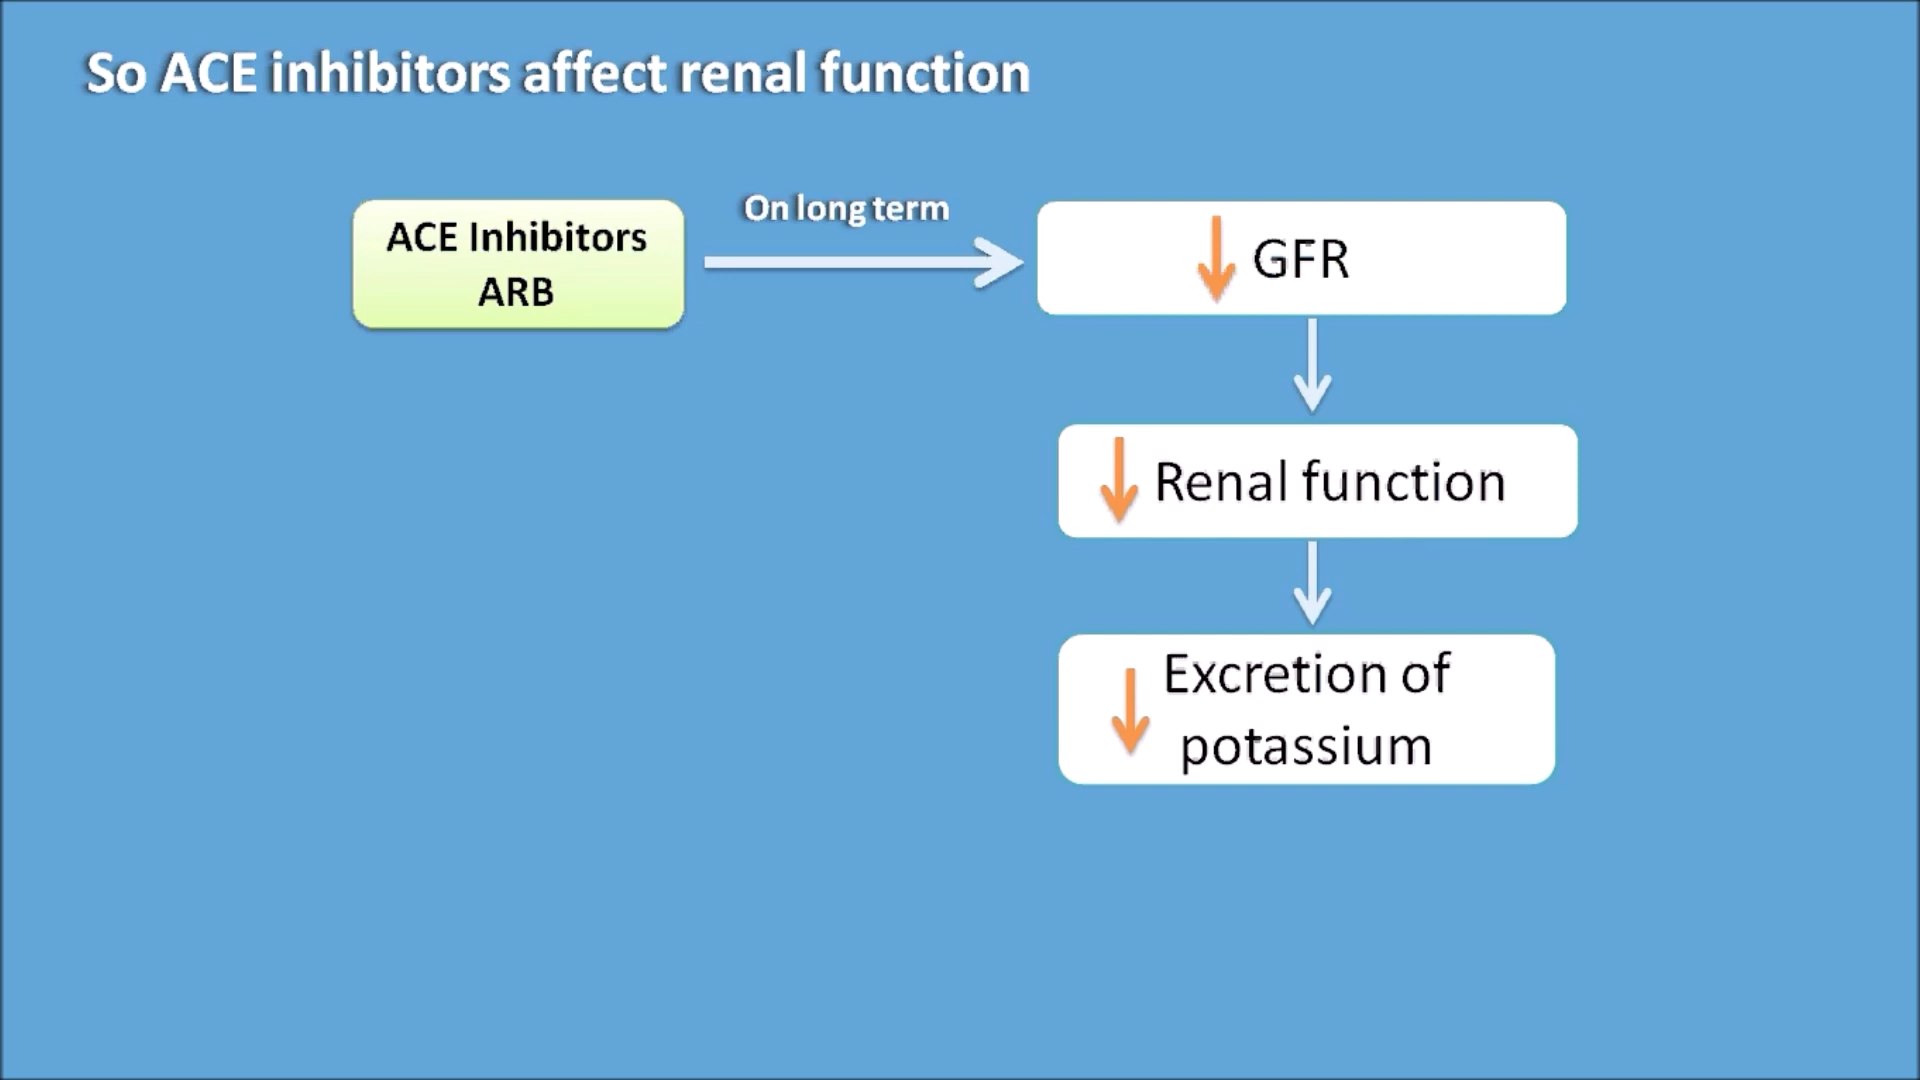 So ACE inhibitors affect renal function
ACE Inhibitors
ARB
On long term
GFR
Renal function
Excretion of
potassium